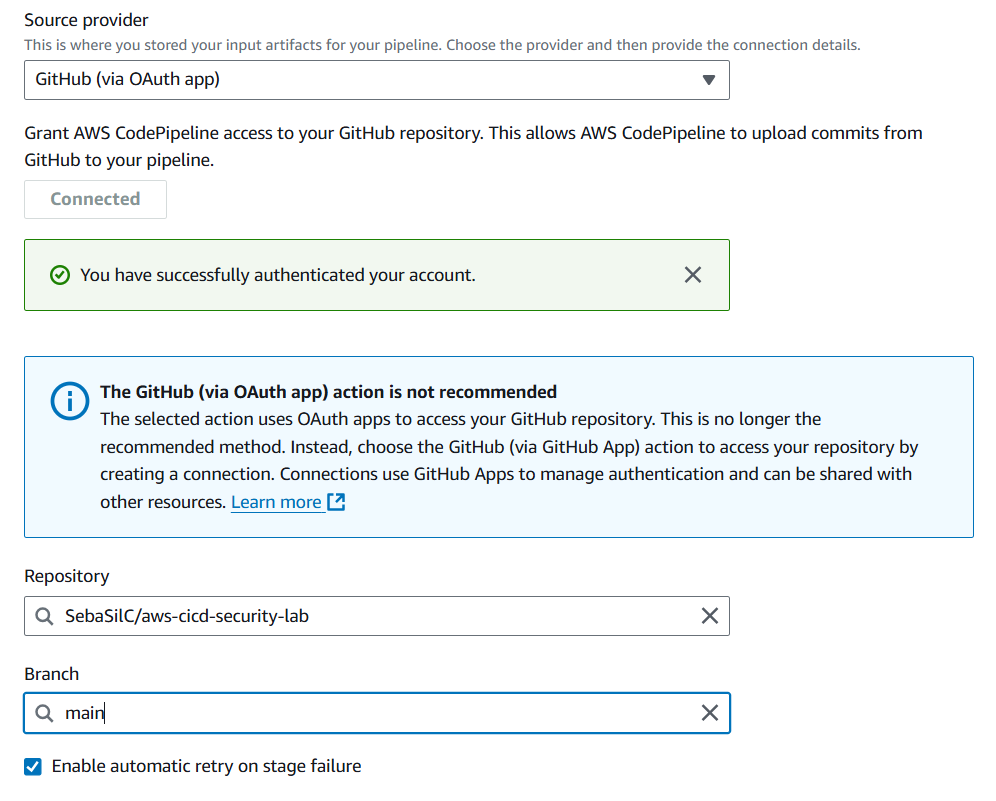 Source provider
This is where you stored your input artifacts for your pipeline. Choose the provider and then provide the connection details.
GitHub (via OAuth app)
Grant AWS CodePipeline access to your GitHub repository. This allows AWS CodePipeline to upload commits from
GitHub to your pipeline.
Connected
You have successfully authenticated your account.
The GitHub (via OAuth app) action is not recommended
The selected action uses OAuth apps to access your GitHub repository. This is no longer the
recommended method. Instead, choose the GitHub (via GitHub App) action to access your repository by
creating a connection. Connections use GitHub Apps to manage authentication and can be shared with
other resources. Learn more
Repository
SebaSilC/aws-cicd-security-lab
Branch
main
Enable automatic retry on stage failure